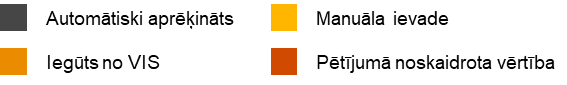 Automātiski aprēķināts
Manuāla ievade
Iegūts no VIS
Pētījumā noskaidrota vērtība